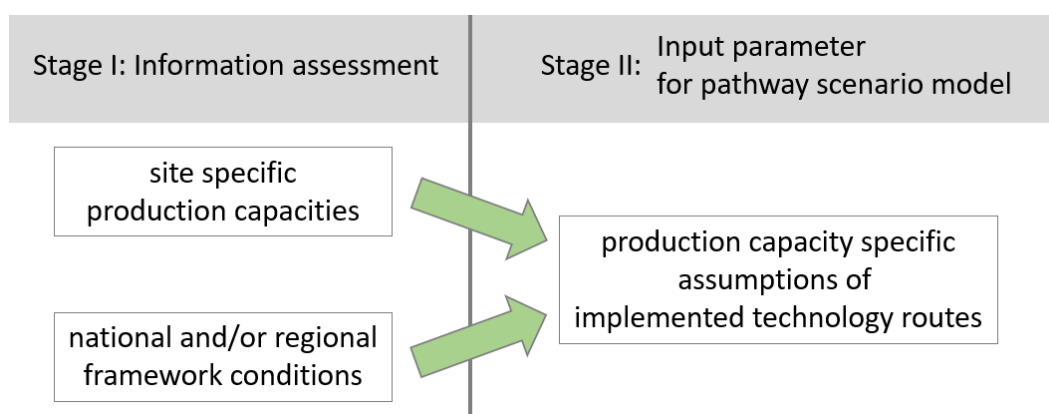 Stage I: Information assessment
Stage II: Input parameter
for pathway scenario model
site specific
production capacities
national and/or regional
framework conditions
production capacity specific
assumptions of
implemented technology routes